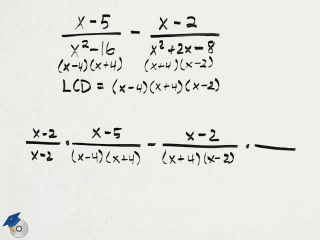 x-5 / x²-16 - x-2 / x²+2x-8
(x-4)(x+4) (x+4)(x-2)
LCD = (x-4)(x+4)(x-2)
x-2 / x-2 · x-5 / (x-4)(x+4) - x-2 / (x+4)(x-2) · —